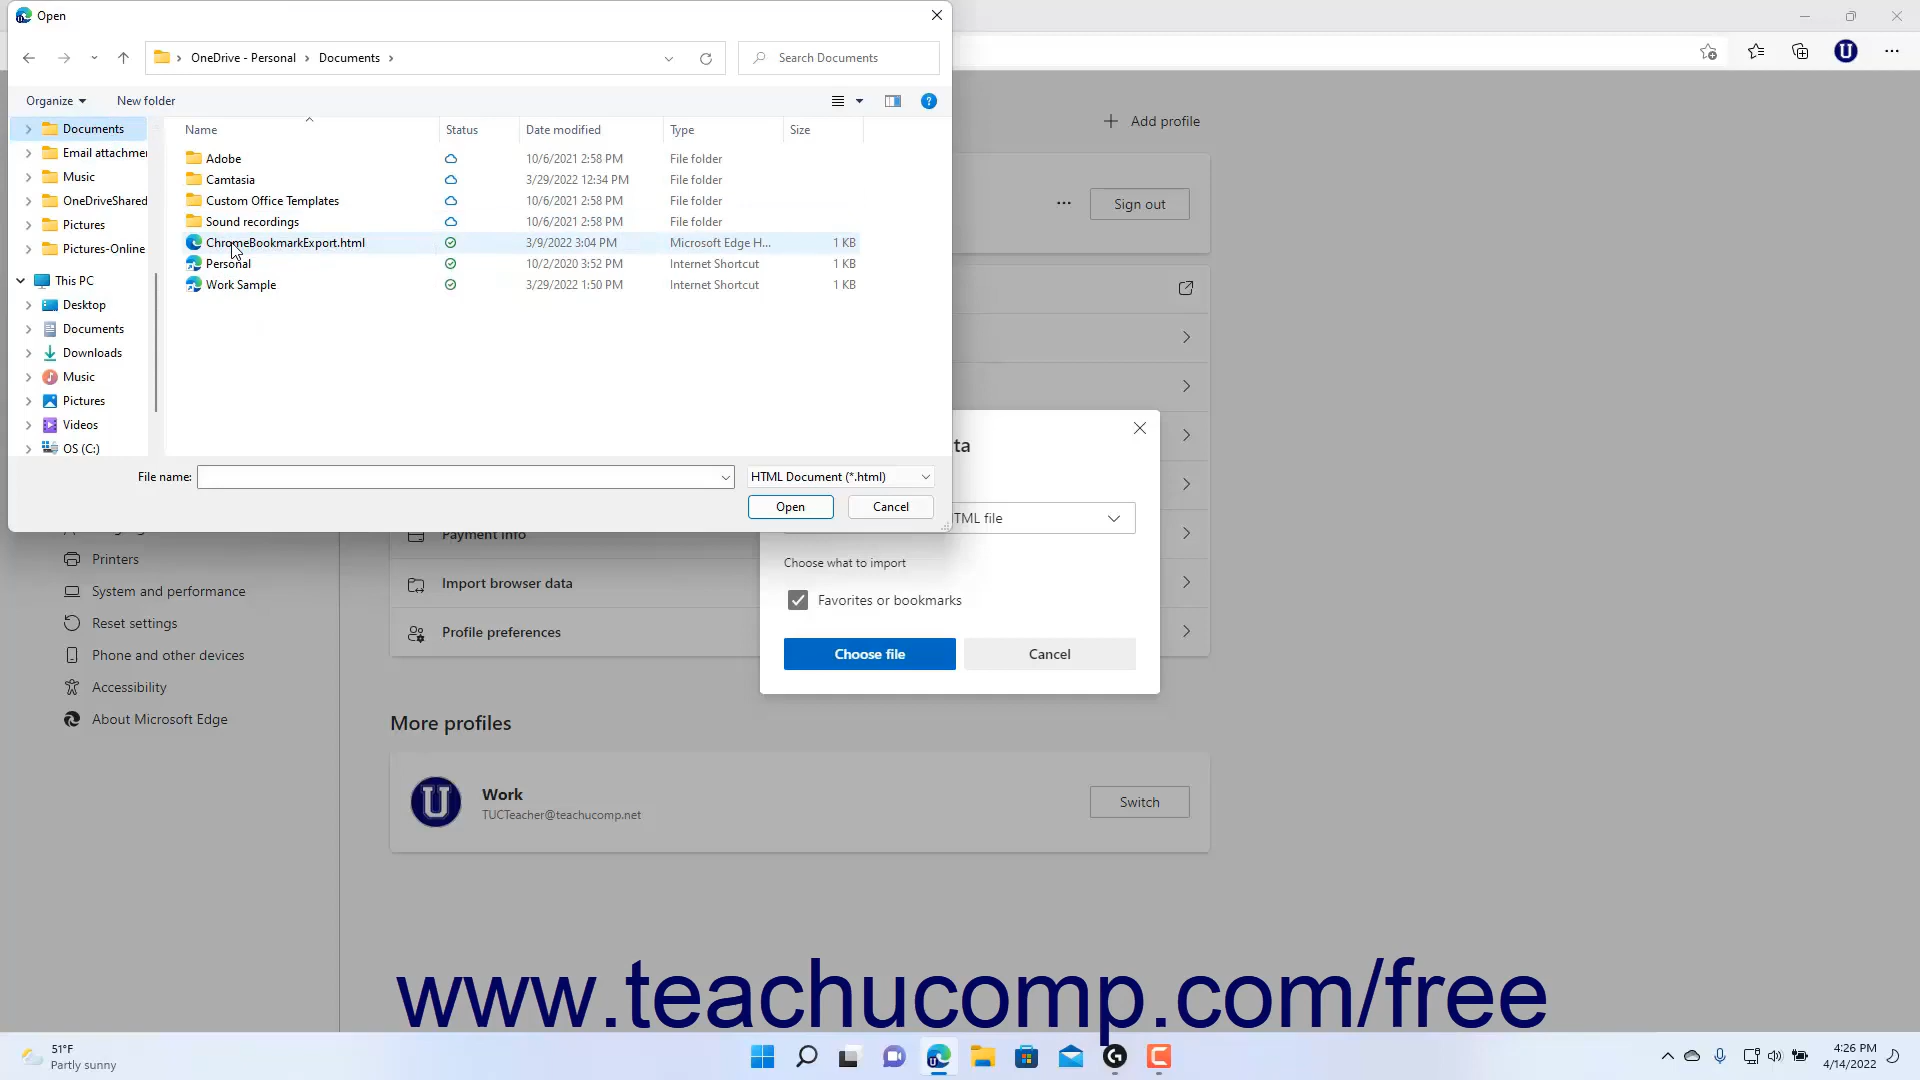 Open
OneDrive - Personal
Documents
Search Documents
Organize
New folder
Name
Status
Date modified
Type
Size
Documents
Email attachmer
Music
OneDriveShared
Pictures
Pictures-Online
This PC
Desktop
Documents
Downloads
Music
Pictures
Videos
OS (C:)
Adobe 10/6/2021 2:58 PM File folder
Camtasia 3/29/2022 12:34 PM File folder
Custom Office Templates 10/6/2021 2:58 PM File folder
Sound recordings 10/6/2021 2:58 PM File folder
ChromeBookmarkExport.html 3/9/2022 3:04 PM Microsoft Edge H... 1 KB
Personal 10/2/2020 3:52 PM Internet Shortcut 1 KB
Work Sample 3/29/2022 1:50 PM Internet Shortcut 1 KB
File name:
HTML Document (*.html)
Open
Cancel
Add profile
Sign out
ta
TML file
Choose what to import
Favorites or bookmarks
Choose file
Cancel
Printers
System and performance
Reset settings
Phone and other devices
Accessibility
About Microsoft Edge
Payment info
Import browser data
Profile preferences
More profiles
Work
TUCTeacher@teachucomp.net
Switch
www.teachucomp.com/free
51°F
Partly sunny
4:26 PM
4/14/2022